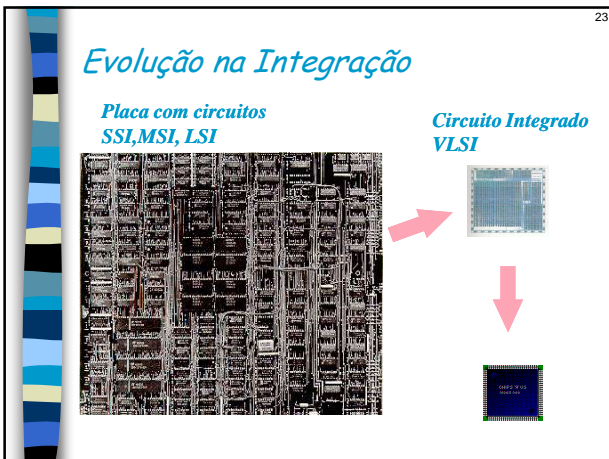 23
Evolução na Integração
Placa com circuitos
SSI,MSI, LSI
Circuito Integrado
VLSI